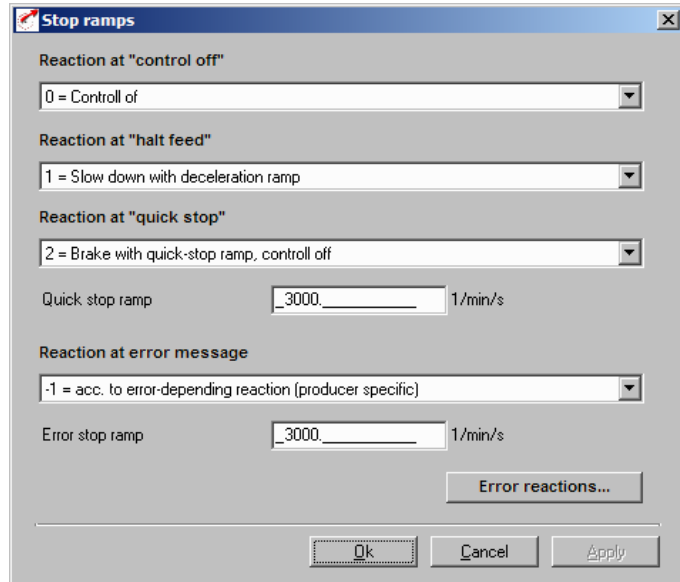 Stop ramps
Reaction at "control off"
0 = Controll of
Reaction at "halt feed"
1 = Slow down with deceleration ramp
Reaction at "quick stop"
2 = Brake with quick-stop ramp, controll off
Quick stop ramp _3000.___________ 1/min/s
Reaction at error message
-1 = acc. to error-depending reaction (producer specific)
Error stop ramp _3000.___________ 1/min/s
Error reactions...
Ok Cancel Apply